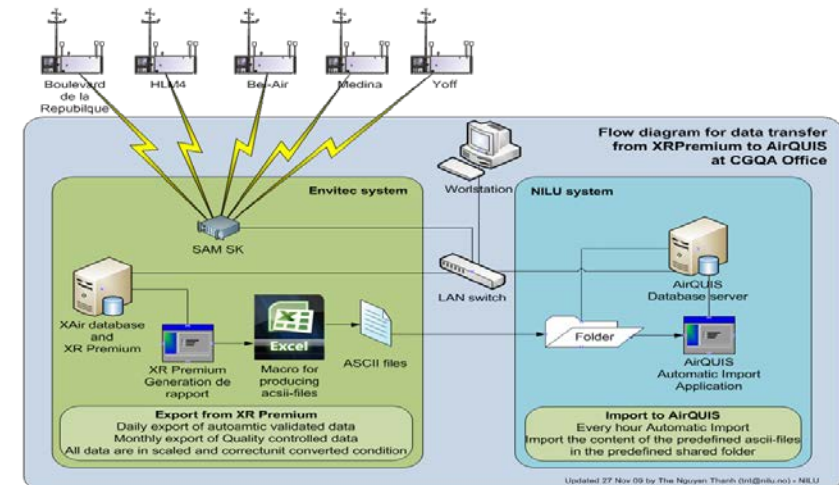 Boulevard
de la
Repubilque
HLM4
Bel-Air
Medina
Yoff
Flow diagram for data transfer
from XRPremium to AirQUIS
at CGQA Office
Envitec system
Worlstation
NILU system
SAM SK
LAN switch
AirQUIS
Database server
XAir database
and
XR Premium
XR Premium
Generation de
rapport
Excel
Macro for
producing
acsii-files
ASCII files
Folder
AirQUIS
Automatic Import
Application
Export from XR Premium
Daily export of autoamtic validated data
Monthly export of Quality controlled data
All data are in scaled and correctunit converted condition
Import to AirQUIS
Every hour Automatic Import
Import the content of the predefined ascii-files
in the predefined shared folder
Updated 27 Nov 09 by The Nguyen Thanh (tnt@nilu.no) - NILU